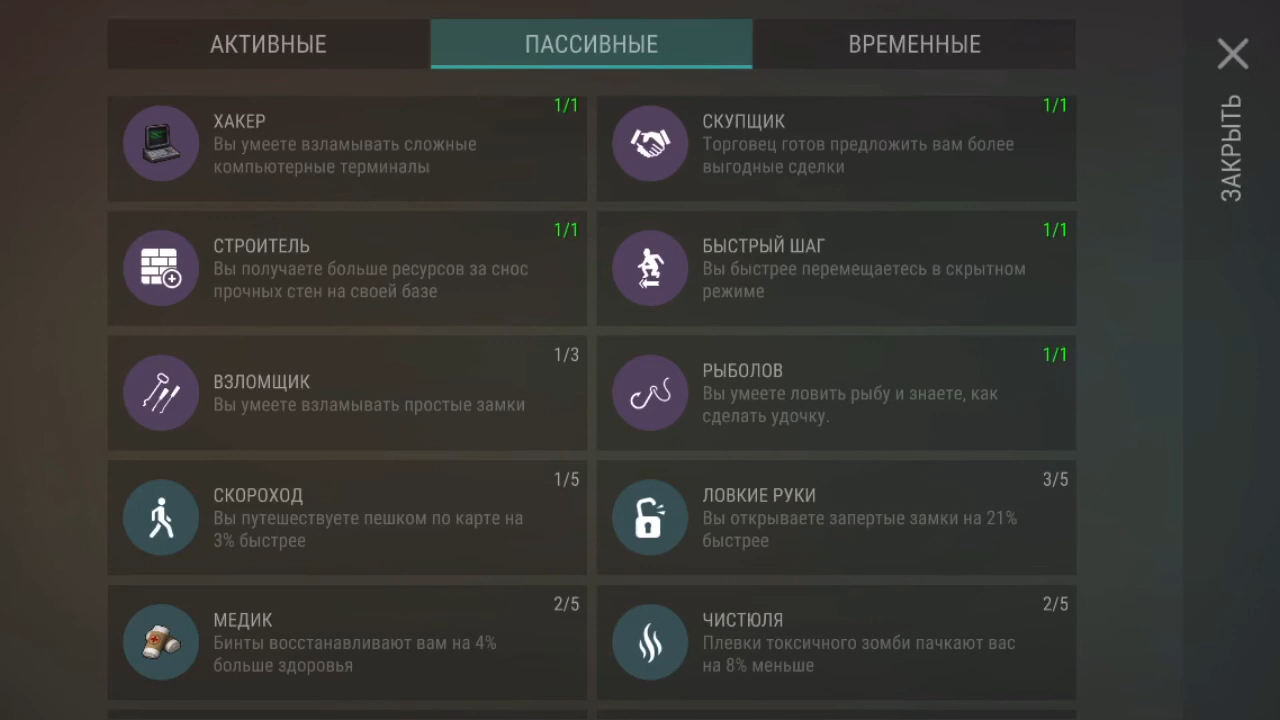 АКТИВНЫЕ
ПАССИВНЫЕ
ВРЕМЕННЫЕ
ЗАКРЫТЬ
1/1
ХАКЕР
Вы умеете взламывать сложные
компьютерные терминалы
1/1
СКУПЩИК
Торговец готов предложить вам более
выгодные сделки
1/1
СТРОИТЕЛЬ
Вы получаете больше ресурсов за снос
прочных стен на своей базе
1/1
БЫСТРЫЙ ШАГ
Вы быстрее перемещаетесь в скрытном
режиме
1/3
ВЗЛОМЩИК
Вы умеете взламывать простые замки
1/1
РЫБОЛОВ
Вы умеете ловить рыбу и знаете, как
сделать удочку.
1/5
СКОРОХОД
Вы путешествуете пешком по карте на
3% быстрее
3/5
ЛОВКИЕ РУКИ
Вы открываете запертые замки на 21%
быстрее
2/5
МЕДИК
Бинты восстанавливают вам на 4%
больше здоровья
2/5
ЧИСТЮЛЯ
Плевки токсичного зомби пачкают вас
на 8% меньше